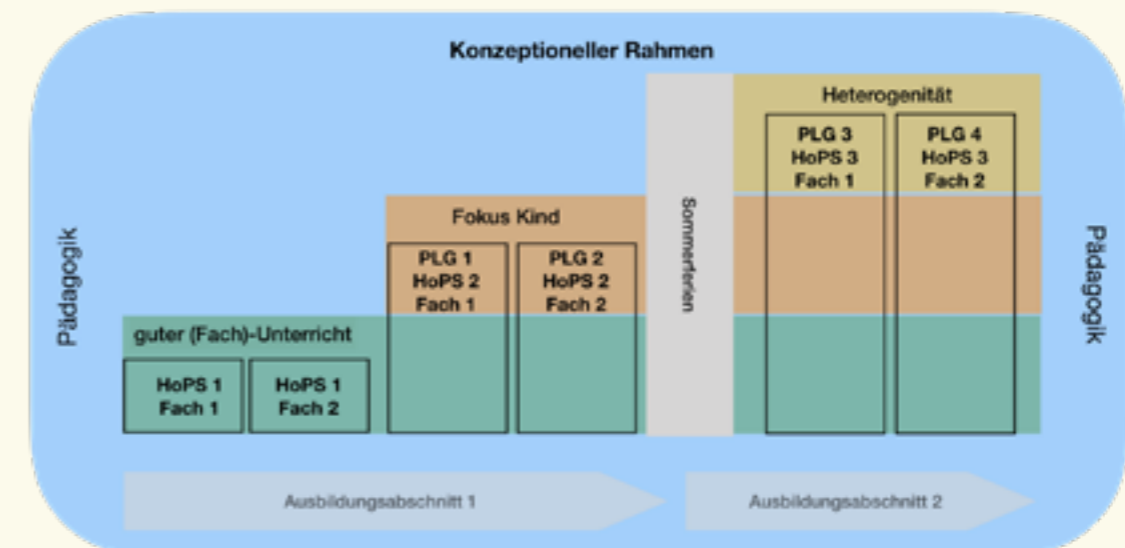 Konzeptioneller Rahmen
Heterogenität
PLG 3
HoPS 3
Fach 1
PLG 4
HoPS 3
Fach 2
Sommerferien
Fokus Kind
PLG 1
HoPS 2
Fach 1
PLG 2
HoPS 2
Fach 2
Pädagogik
Pädagogik
guter (Fach)-Unterricht
HoPS 1
Fach 1
HoPS 1
Fach 2
Ausbildungsabschnitt 1
Ausbildungsabschnitt 2